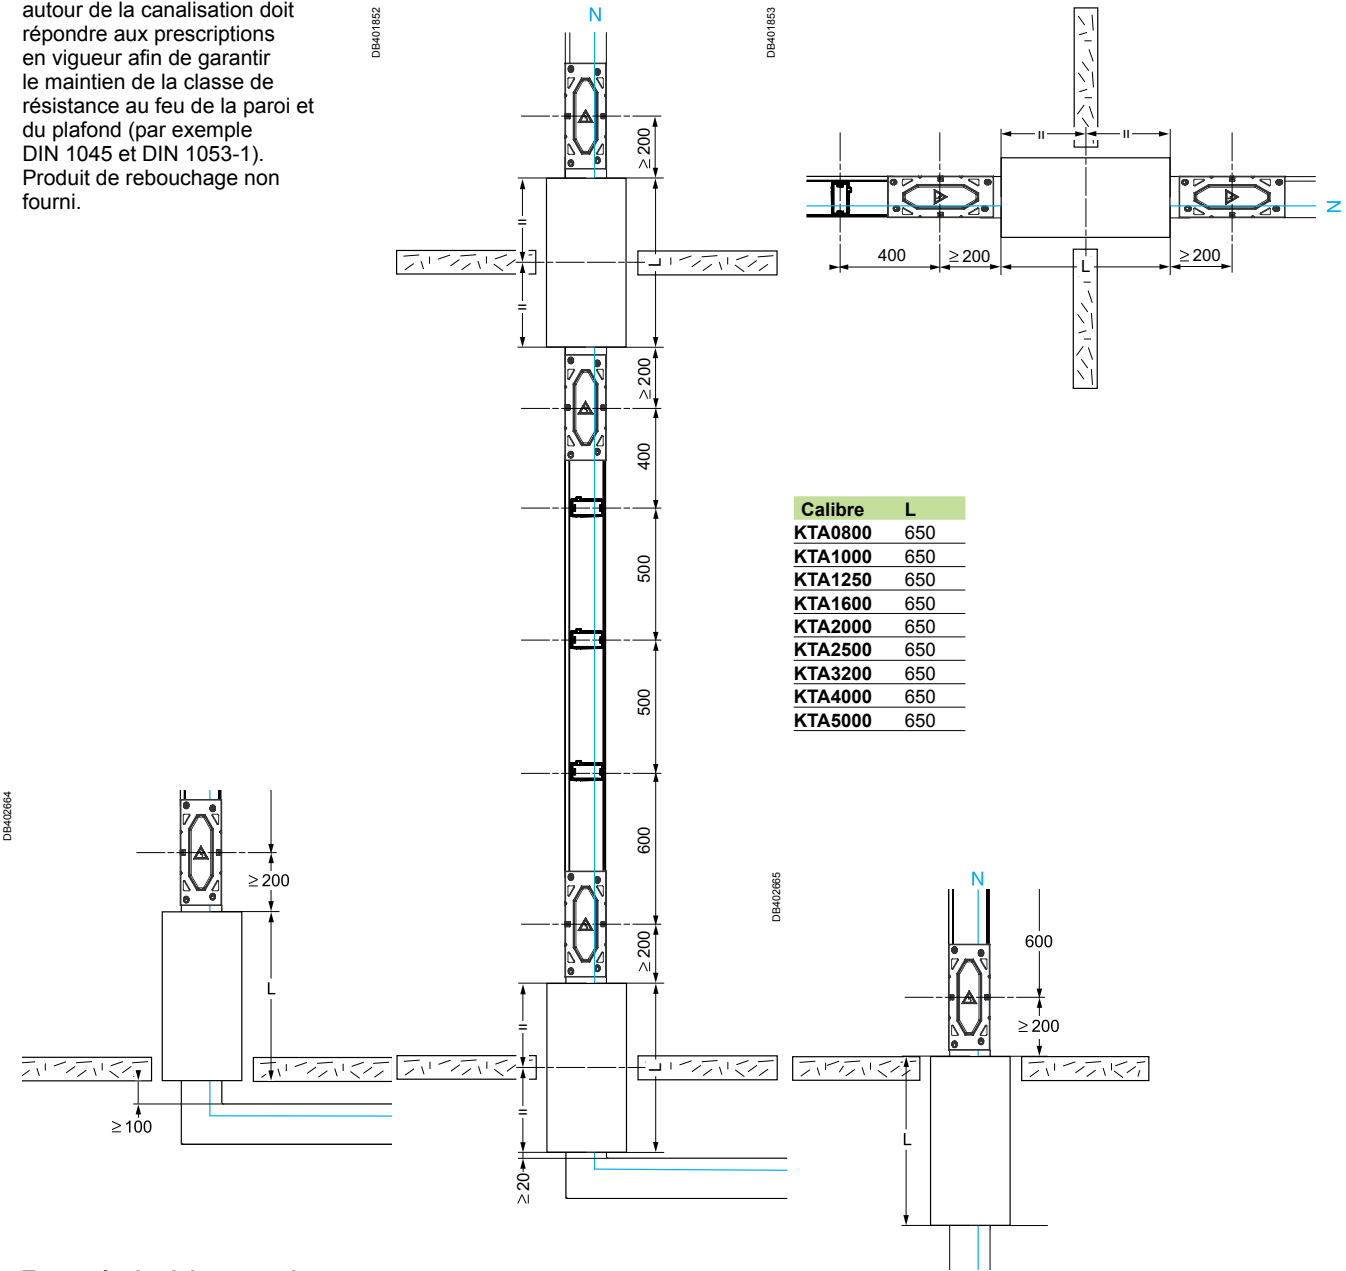 autour de la canalisation doit
répondre aux prescriptions
en vigueur afin de garantir
le maintien de la classe de
résistance au feu de la paroi et
du plafond (par exemple
DIN 1045 et DIN 1053-1).
Produit de rebouchage non
fourni.
DB401852
N
≥ 200
=
L
=
≥ 200
400
500
500
600
≥ 200
=
L
=
≥ 20
DB401853
= =
N
400 ≥ 200 L ≥ 200
Calibre L
KTA0800 650
KTA1000 650
KTA1250 650
KTA1600 650
KTA2000 650
KTA2500 650
KTA3200 650
KTA4000 650
KTA5000 650
DB402664
≥ 200
L
≥ 100
DB402665
N
600
≥ 200
L